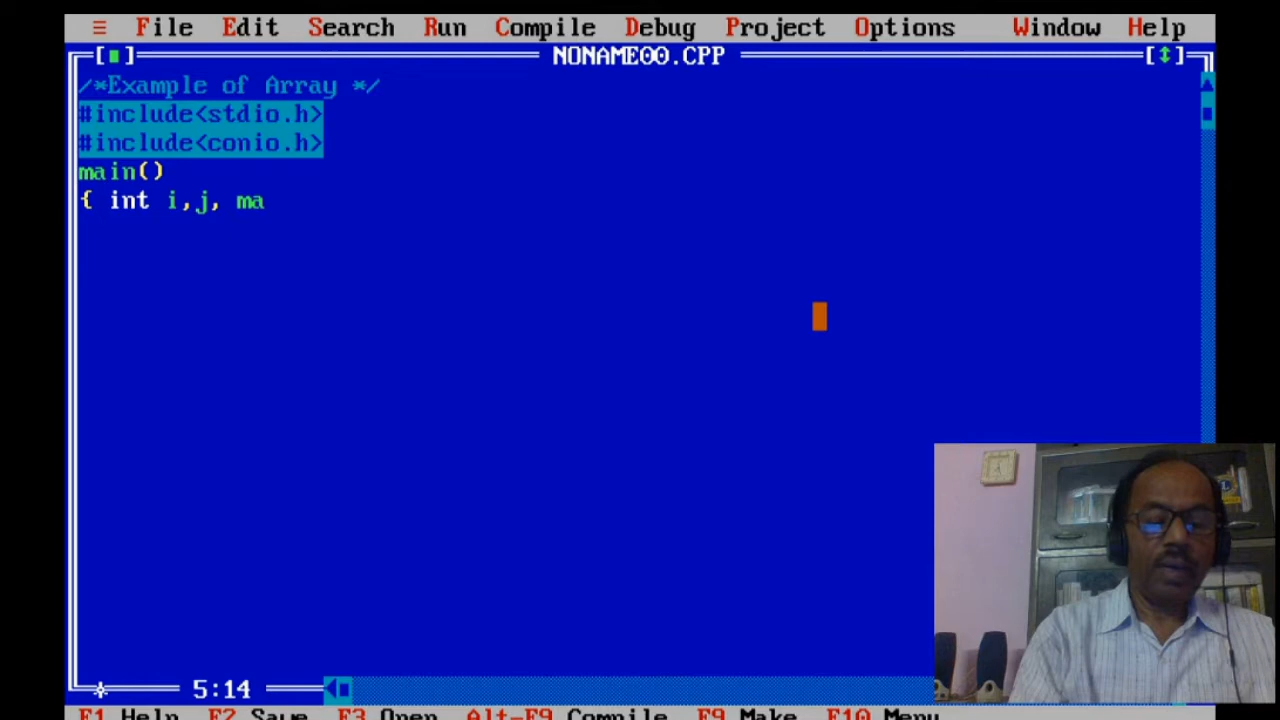 ≡ File Edit Search Run Compile Debug Project Options Window Help
[■] NONAME00.CPP [↕]
/*Example of Array */
#include<stdio.h>
#include<conio.h>
main()
{ int i,j, ma
5:14
F1 Help F2 Save F3 Open Alt-F9 Compile F9 Make F10 Menu